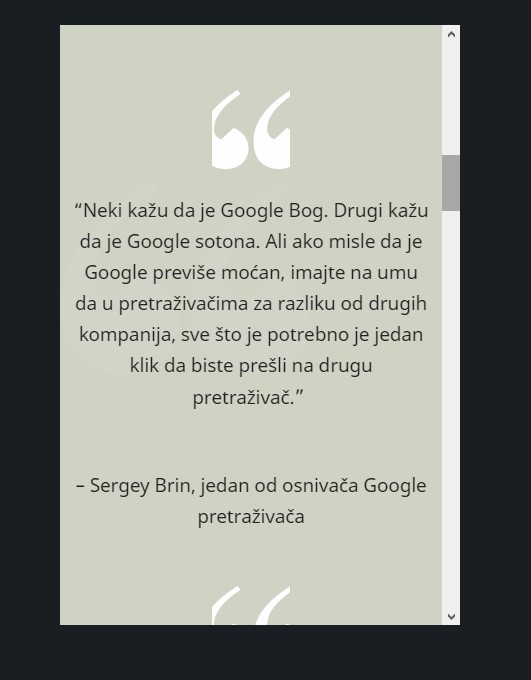 “Neki kažu da je Google Bog. Drugi kažu
da je Google sotona. Ali ako misle da je
Google previše moćan, imajte na umu
da u pretraživačima za razliku od drugih
kompanija, sve što je potrebno je jedan
klik da biste prešli na drugu
pretraživač.”
– Sergey Brin, jedan od osnivača Google
pretraživača